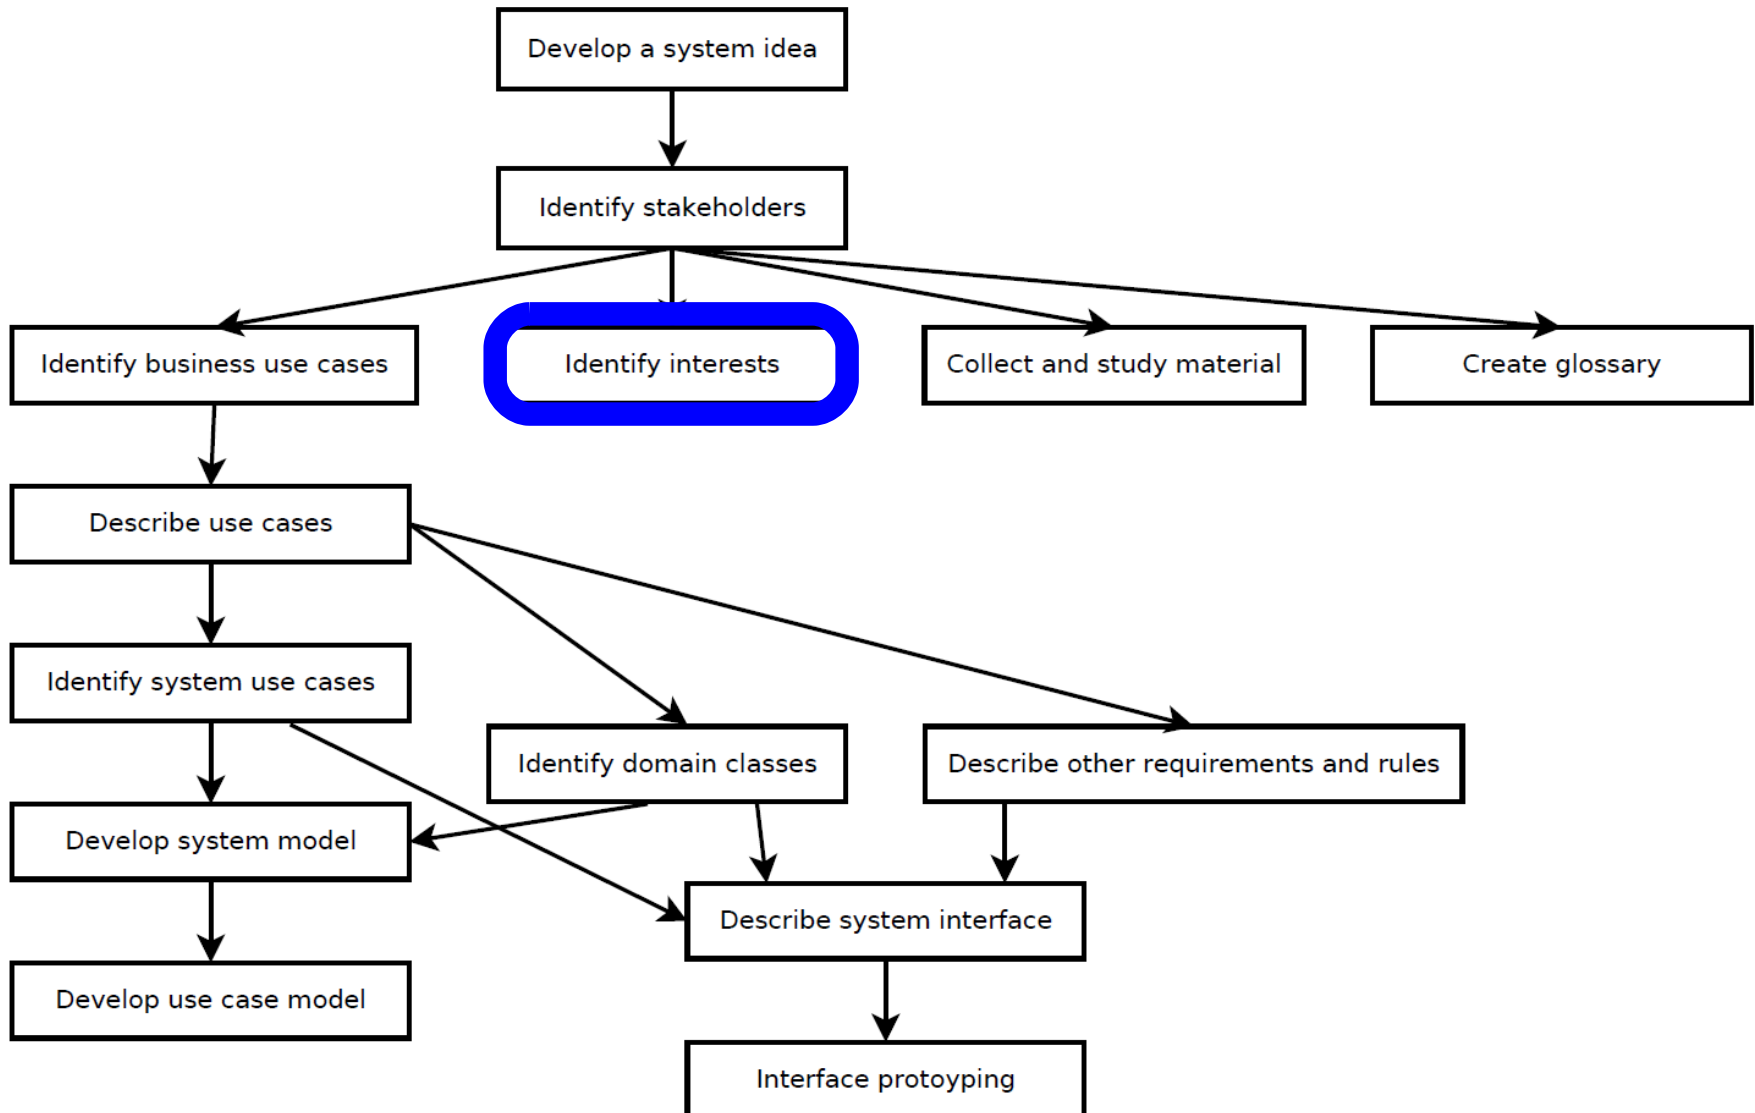 Develop a system idea
Identify stakeholders
Identify business use cases
Identify interests
Collect and study material
Create glossary
Describe use cases
Identify system use cases
Identify domain classes
Describe other requirements and rules
Develop system model
Describe system interface
Develop use case model
Interface protoyping